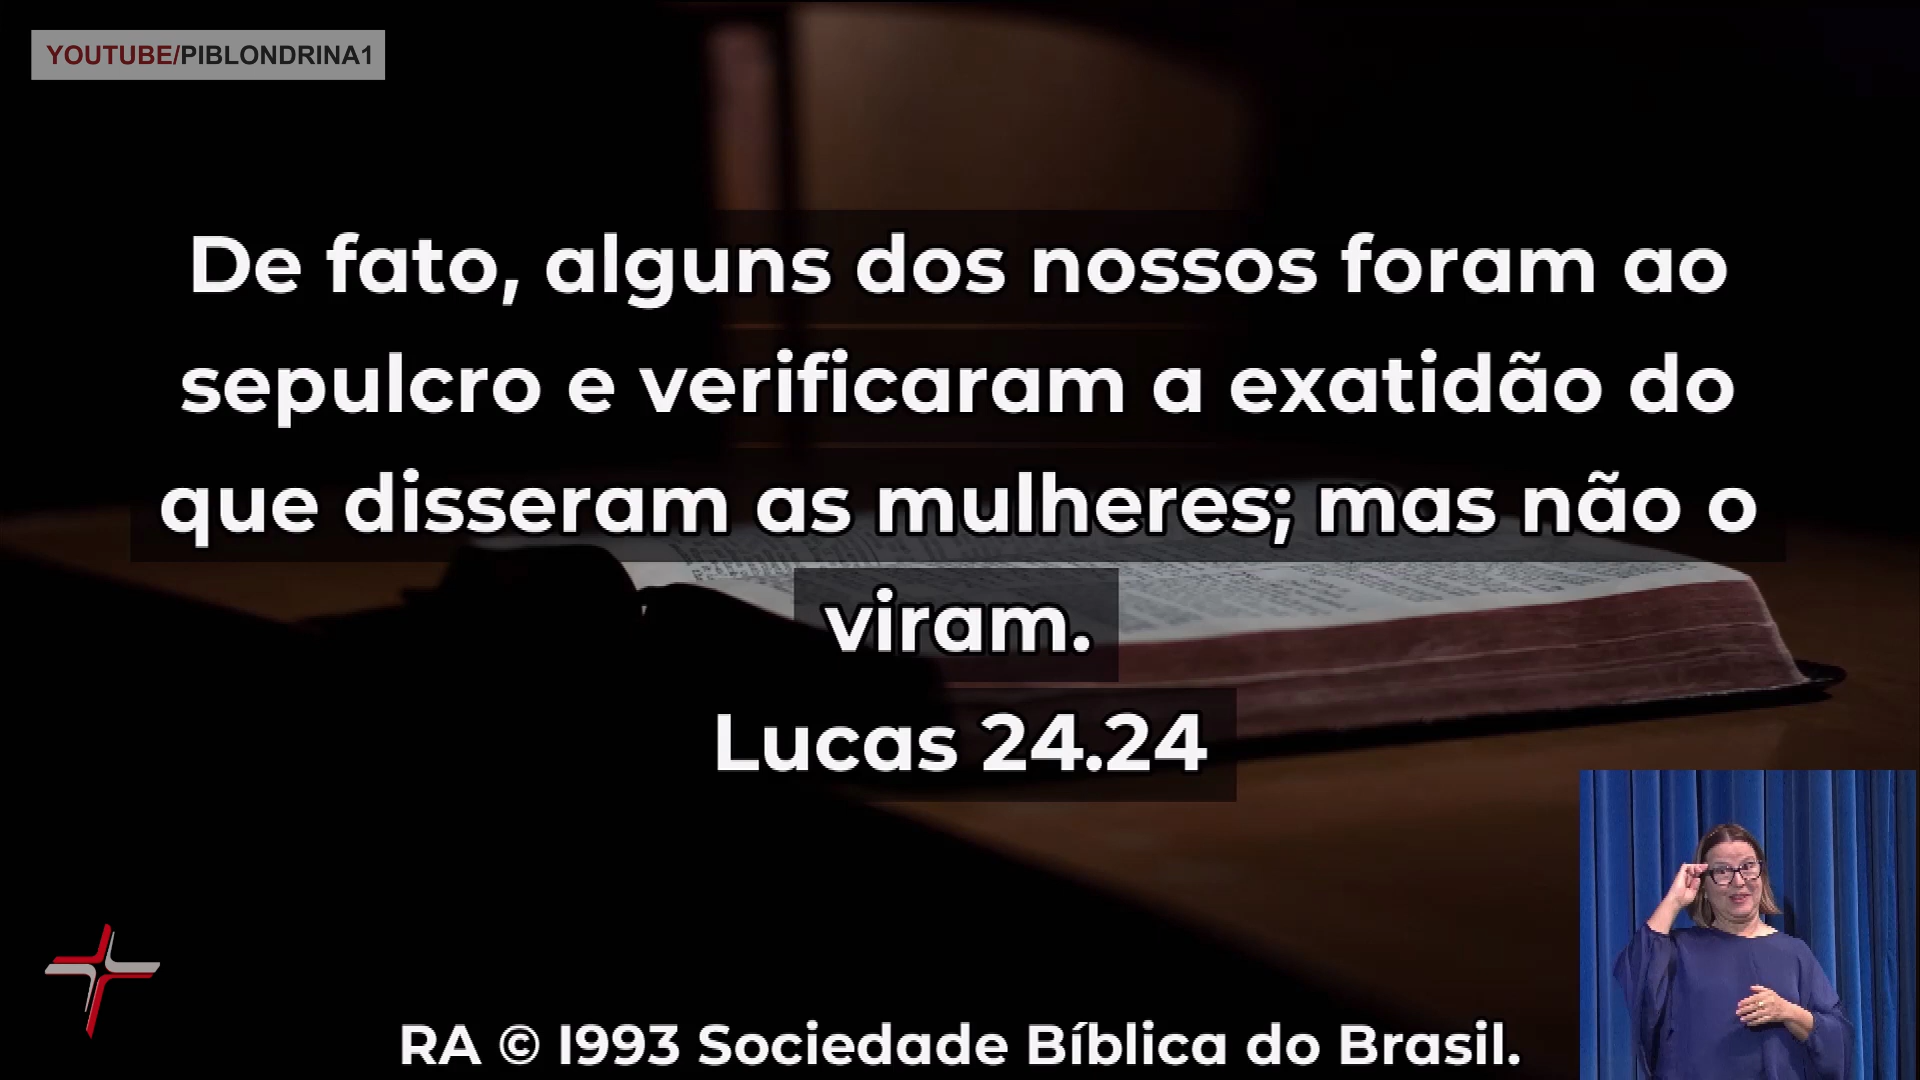 YOUTUBE/PIBLONDRINA1
De fato, alguns dos nossos foram ao
sepulcro e verificaram a exatidão do
que disseram as mulheres; mas não o
viram.
Lucas 24.24
RA © 1993 Sociedade Bíblica do Brasil.